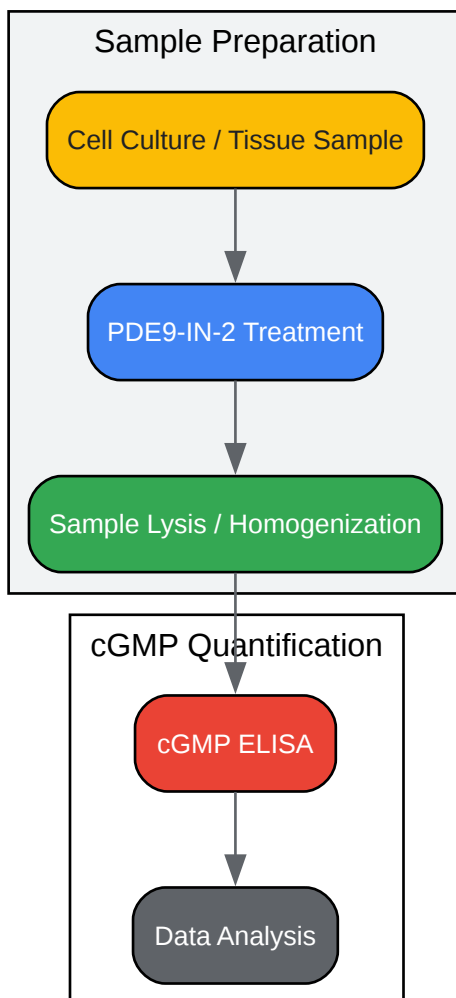 Sample Preparation
Cell Culture / Tissue Sample
PDE9-IN-2 Treatment
Sample Lysis / Homogenization
cGMP Quantification
cGMP ELISA
Data Analysis